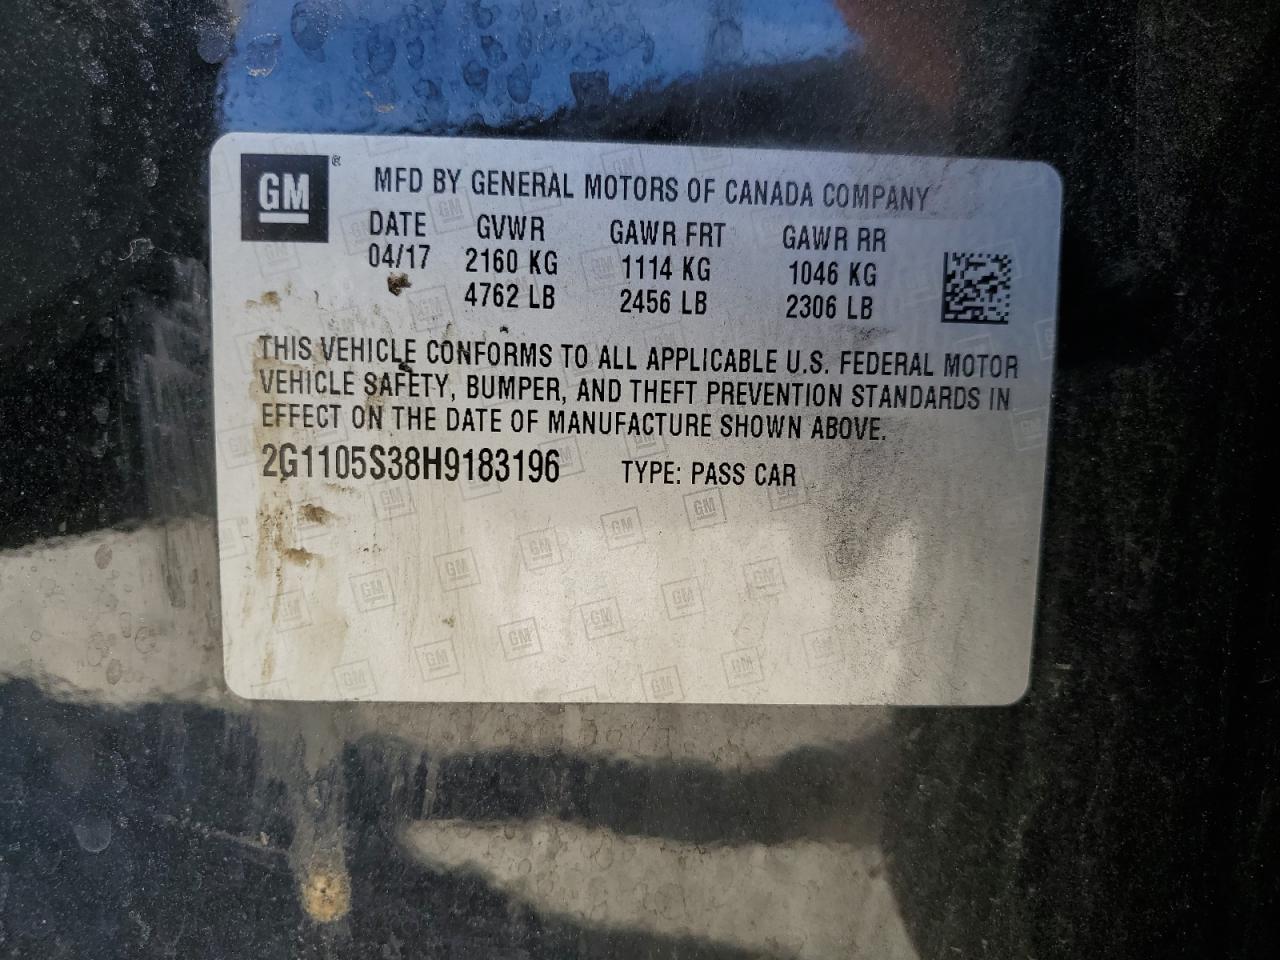 GM ®
MFD BY GENERAL MOTORS OF CANADA COMPANY
DATE GVWR GAWR FRT GAWR RR
04/17 2160 KG 1114 KG 1046 KG
4762 LB 2456 LB 2306 LB
THIS VEHICLE CONFORMS TO ALL APPLICABLE U.S. FEDERAL MOTOR
VEHICLE SAFETY, BUMPER, AND THEFT PREVENTION STANDARDS IN
EFFECT ON THE DATE OF MANUFACTURE SHOWN ABOVE.
2G1105S38H9183196 TYPE: PASS CAR